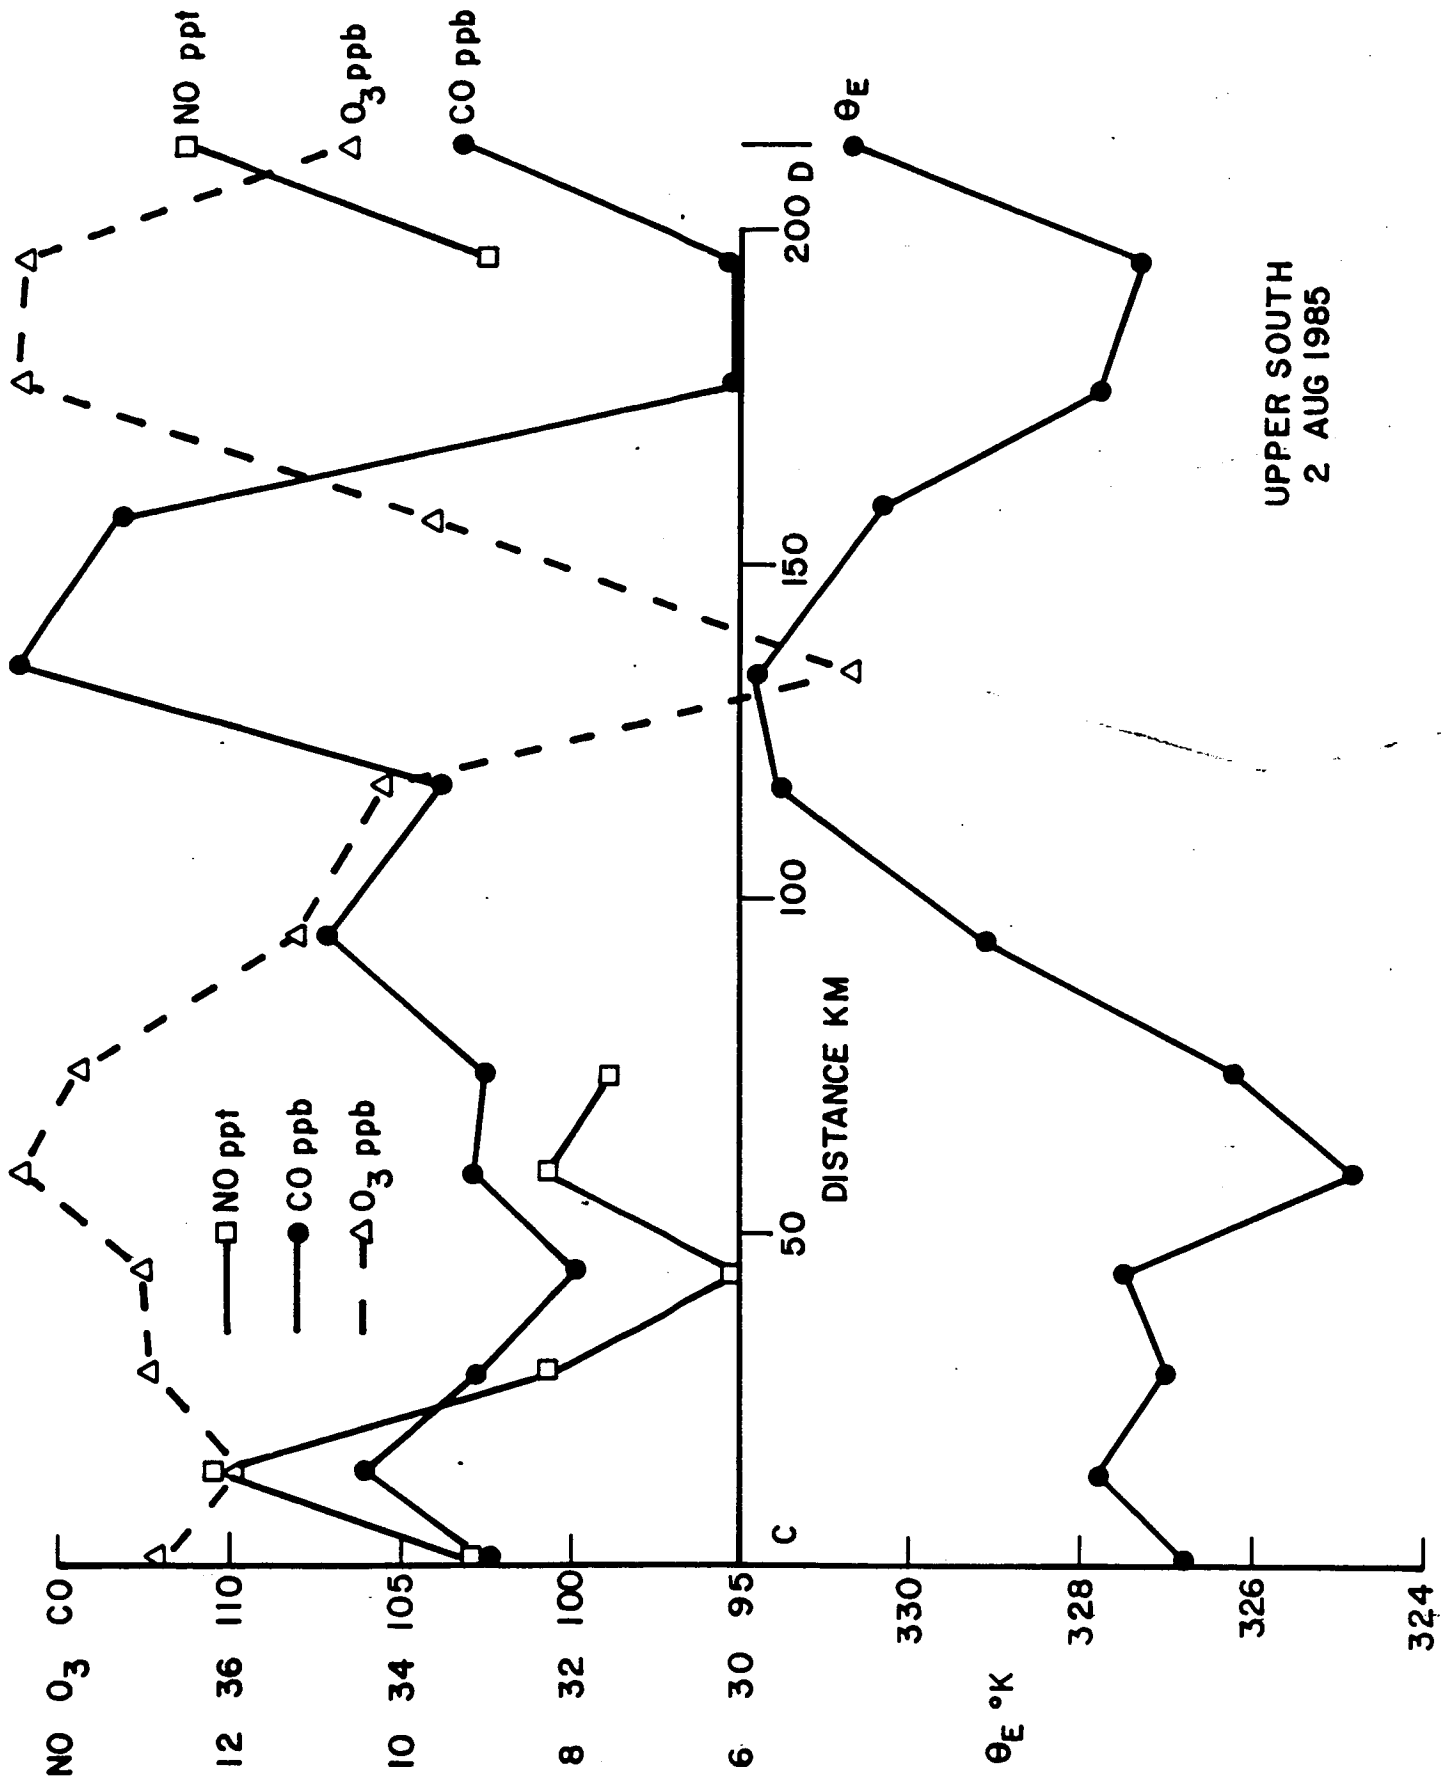 NO O3 CO
12 36 110
10 34 105
8 32 100
6 30 95
330
328
326
324
θE °K
NO ppt
CO ppb
O3 ppb
NO ppt
O3 ppb
CO ppb
θE
C 50 100 150 200 D
DISTANCE KM
UPPER SOUTH
2 AUG 1985